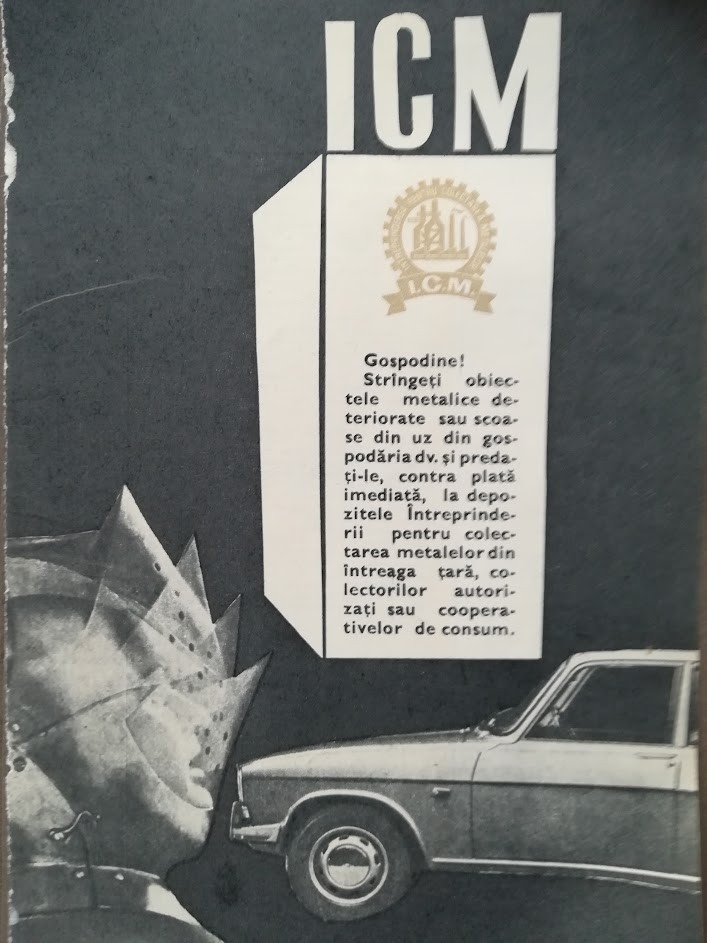 ICM
I.C.M.
Gospodine!
Strîngeți obiec-
tele metalice de-
teriorate sau scoa-
se din uz din gos-
podăria dv. și preda-
ți-le, contra plată
imediată, la depo-
zitele Întreprinde-
rii pentru colec-
tarea metalelor din
întreaga țară, co-
lectorilor autori-
zați sau coopera-
tivelor de consum.